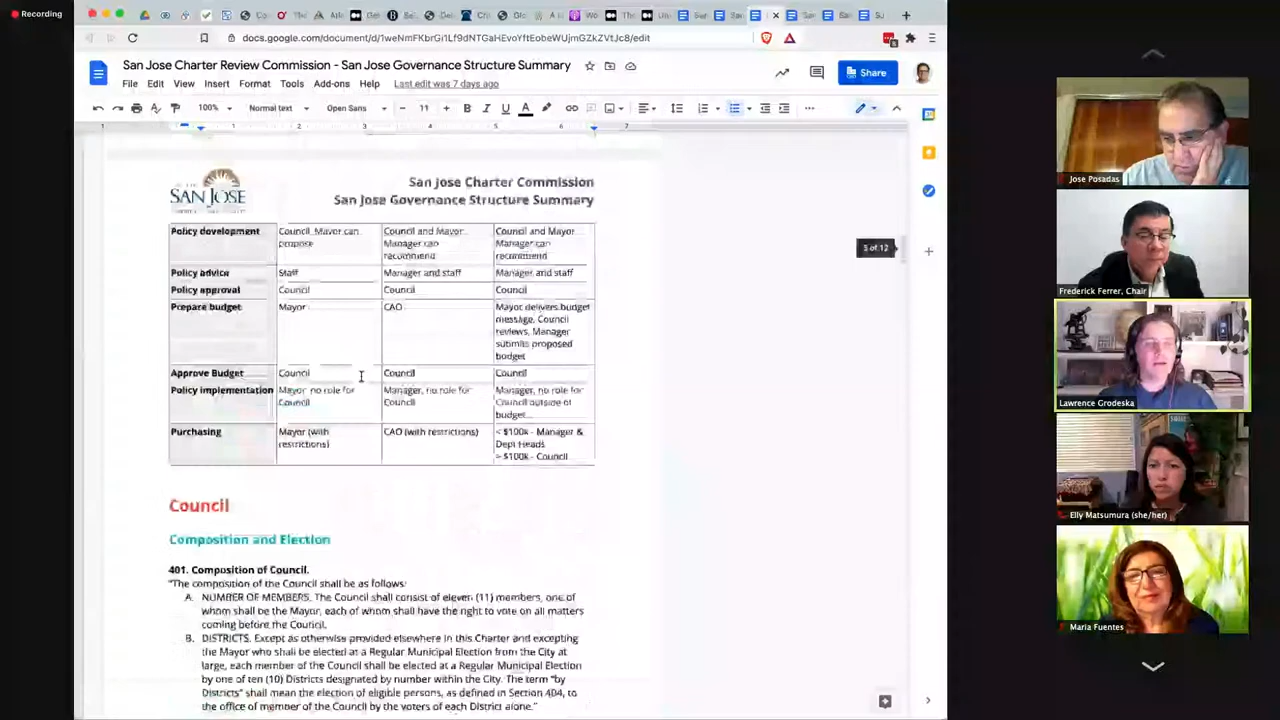 Recording
docs.google.com/document/d/1weNmFKbrGi1Lf9dNTGaHEvoYftEobeWUjmGZkZVtJc8/edit
San Jose Charter Review Commission - San Jose Governance Structure Summary
File Edit View Insert Format Tools Add-ons Help Last edit was 7 days ago
Share
100% Normal text Open Sans 11
San Jose Charter Commission
SAN JOSE
San Jose Governance Structure Summary
Policy development Council, Mayor can propose Council and Mayor. Manager can recommend Council and Mayor. Manager can recommend
Policy advice Staff Manager and staff Manager and staff
Policy approval Council Council Council
Prepare budget Mayor CAO Mayor delivers budget message, Council reviews, Manager submits proposed budget
Approve Budget Council Council Council
Policy implementation Mayor, no role for Council Manager, no role for Council Manager, no role for Council outside of budget
Purchasing Mayor (with restrictions) CAO (with restrictions) < $100k - Manager & Dept Heads > $100k - Council
Council
Composition and Election
401. Composition of Council.
"The composition of the Council shall be as follows:
A. NUMBER OF MEMBERS. The Council shall consist of eleven (11) members, one of
whom shall be the Mayor, each of whom shall have the right to vote on all matters
coming before the Council.
B. DISTRICTS. Except as otherwise provided elsewhere in this Charter and excepting
the Mayor who shall be elected at a Regular Municipal Election from the City at
large, each member of the Council shall be elected at a Regular Municipal Election
by one of ten (10) Districts designated by number within the City. The term "by
Districts" shall mean the election of eligible persons, as defined in Section 404, to
the office of member of the Council by the voters of each District alone."
Jose Posadas
Frederick Ferrer, Chair
Lawrence Grodeska
Elly Matsumura (she/her)
Maria Fuentes